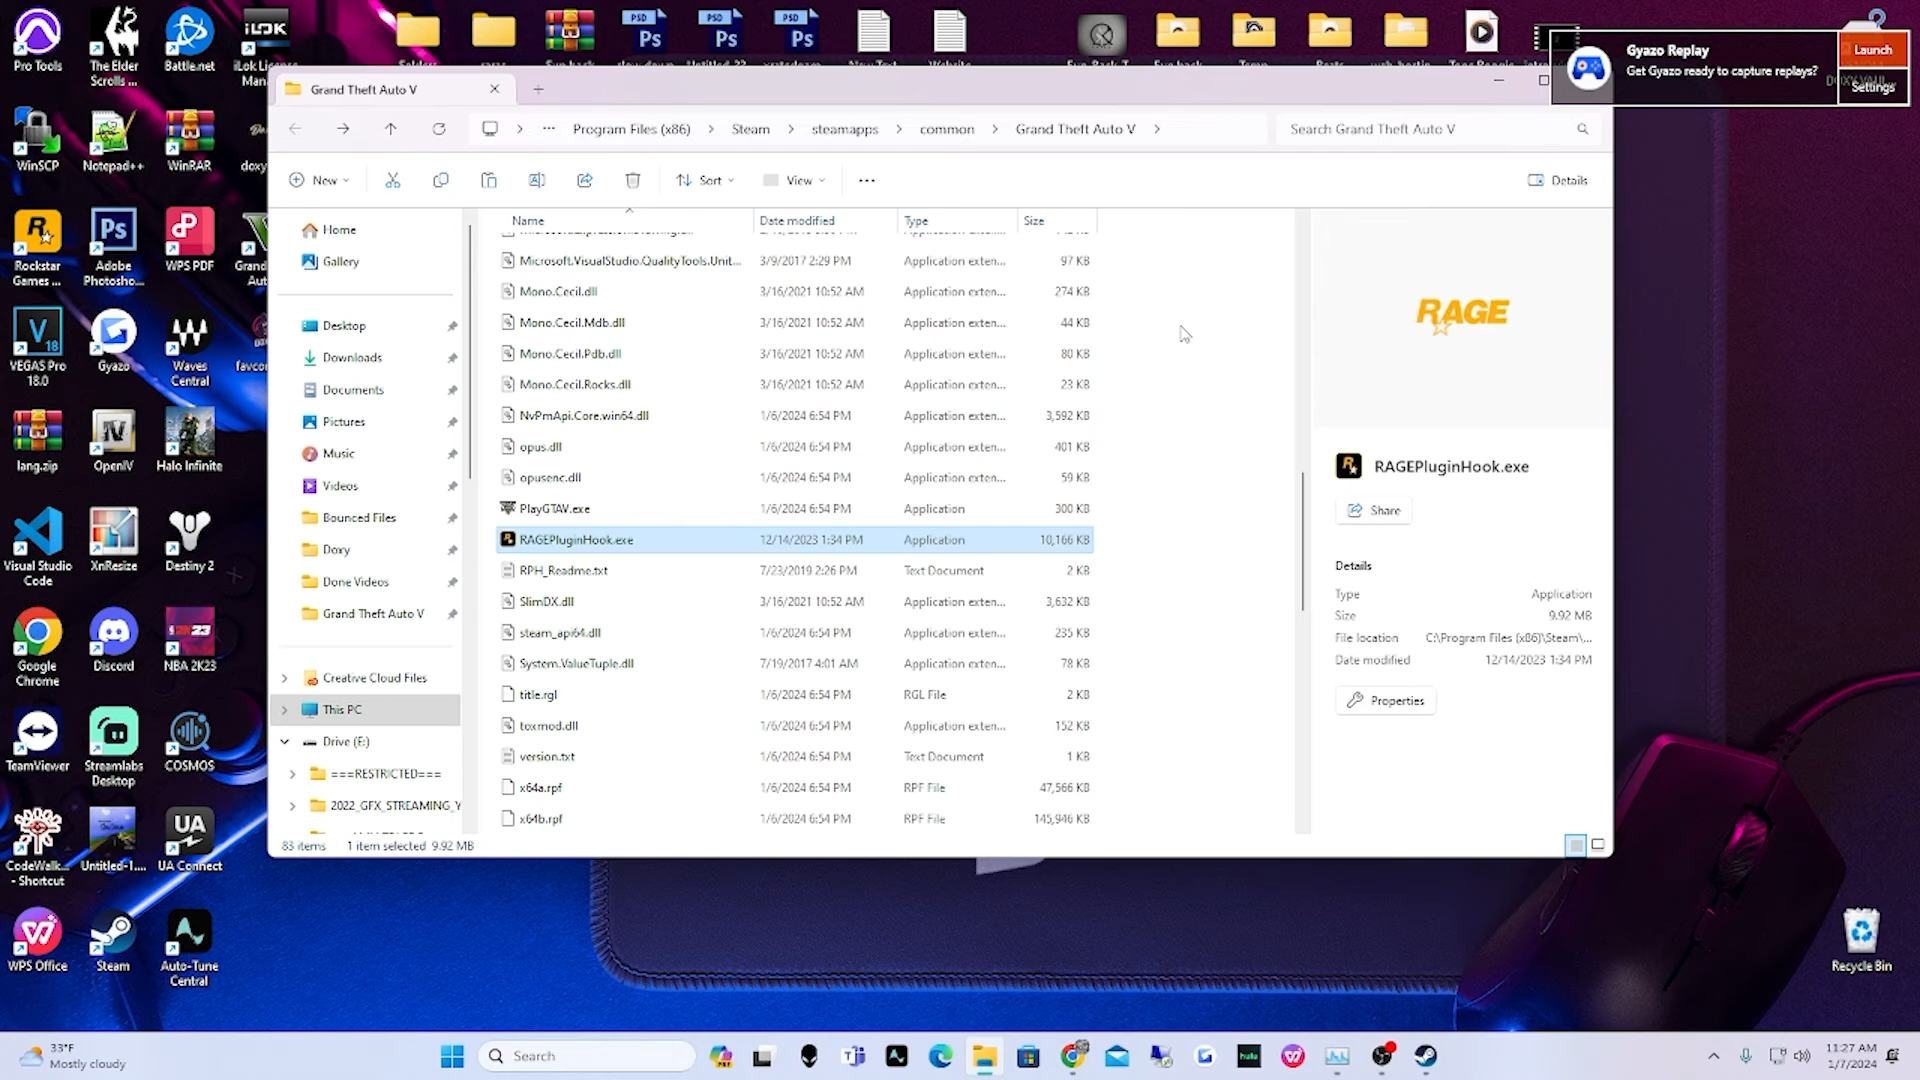 Pro Tools
The Elder
Scrolls ...
Battle.net
iLOK
iLok License
Mana
WinSCP
Notepad++
WinRAR
doxy
Rockstar
Games ...
Adobe
Photosho...
WPS PDF
Grand
Aut
VEGAS Pro
18.0
Gyazo
Waves
Central
favcon
lang.zip
OpenIV
Halo Infinite
Visual Studio
Code
XnResize
Destiny 2
Google
Chrome
Discord
NBA 2K23
TeamViewer
Streamlabs
Desktop
COSMOS
CodeWalk...
- Shortcut
Untitled-1....
UA Connect
WPS Office
Steam
Auto-Tune
Central
Recycle Bin
Gyazo Replay
Get Gyazo ready to capture replays?
Launch
Settings
Grand Theft Auto V
Program Files (x86) > Steam > steamapps > common > Grand Theft Auto V >
Search Grand Theft Auto V
New
Sort
View
Details
Home
Gallery
Desktop
Downloads
Documents
Pictures
Music
Videos
Bounced Files
Doxy
Done Videos
Grand Theft Auto V
Creative Cloud Files
This PC
Drive (E:)
===RESTRICTED===
2022_GFX_STREAMING_Y
Name Date modified Type Size
Microsoft.VisualStudio.QualityTools.Unit... 3/9/2017 2:29 PM Application exten... 97 KB
Mono.Cecil.dll 3/16/2021 10:52 AM Application exten... 274 KB
Mono.Cecil.Mdb.dll 3/16/2021 10:52 AM Application exten... 44 KB
Mono.Cecil.Pdb.dll 3/16/2021 10:52 AM Application exten... 80 KB
Mono.Cecil.Rocks.dll 3/16/2021 10:52 AM Application exten... 23 KB
NvPmApi.Core.win64.dll 1/6/2024 6:54 PM Application exten... 3,592 KB
opus.dll 1/6/2024 6:54 PM Application exten... 401 KB
opusenc.dll 1/6/2024 6:54 PM Application exten... 59 KB
PlayGTAV.exe 1/6/2024 6:54 PM Application 300 KB
RAGEPluginHook.exe 12/14/2023 1:34 PM Application 10,166 KB
RPH_Readme.txt 7/23/2019 2:26 PM Text Document 2 KB
SlimDX.dll 3/16/2021 10:52 AM Application exten... 3,632 KB
steam_api64.dll 1/6/2024 6:54 PM Application exten... 235 KB
System.ValueTuple.dll 7/19/2017 4:01 AM Application exten... 78 KB
title.rgl 1/6/2024 6:54 PM RGL File 2 KB
toxmod.dll 1/6/2024 6:54 PM Application exten... 152 KB
version.txt 1/6/2024 6:54 PM Text Document 1 KB
x64a.rpf 1/6/2024 6:54 PM RPF File 47,566 KB
x64b.rpf 1/6/2024 6:54 PM RPF File 145,946 KB
83 items 1 item selected 9.92 MB
RAGE
RAGEPluginHook.exe
Share
Details
Type Application
Size 9.92 MB
File location C:\Program Files (x86)\Steam\...
Date modified 12/14/2023 1:34 PM
Properties
33°F
Mostly cloudy
Search
hulu
11:27 AM
1/7/2024